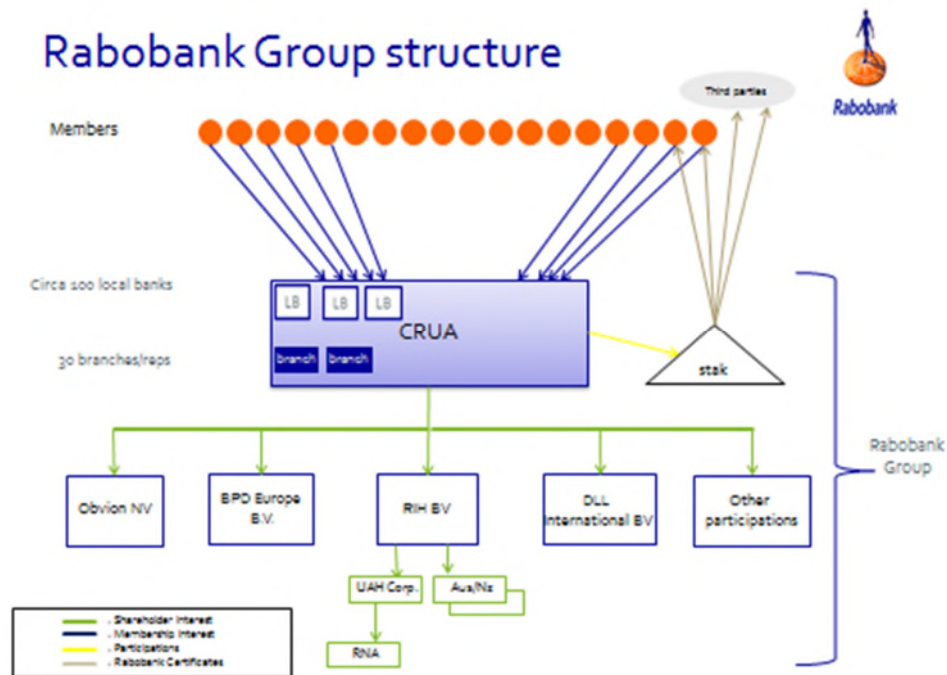 Rabobank Group structure
Third parties
Rabobank
Members
Circa 100 local banks
LB
LB
LB
CRUA
30 branches/reps
branch
branch
stak
Rabobank
Group
Obvion NV
BPD Europe
B.V.
RIH BV
DLL
International BV
Other
participations
UAH Corp.
Aus/Nz
RNA
: Shareholder Interest
: Membership Interest
: Participations
: Rabobank Certificates